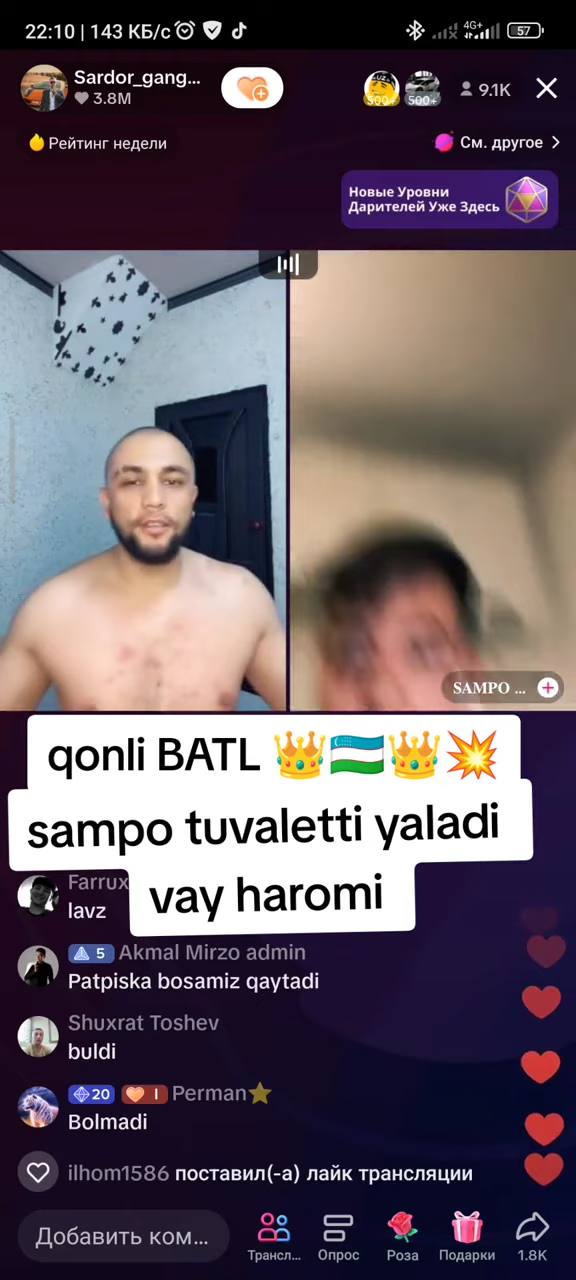 22:10 | 143 КБ/с
4G+
57
Sardor_gang...
3.8M
500+
500+
9.1K
Рейтинг недели
См. другое
Новые Уровни
Дарителей Уже Здесь
SAMPO ...
qonli BATL 👑🇺🇿👑💥
sampo tuvaletti yaladi
vay haromi
Farrux
lavz
5 Akmal Mirzo admin
Patpiska bosamiz qaytadi
Shuxrat Toshev
buldi
20 I Perman⭐
Bolmadi
ilhom1586 поставил(-а) лайк трансляции
Добавить ком...
Трансл...
Опрос
Роза
Подарки
1.8K